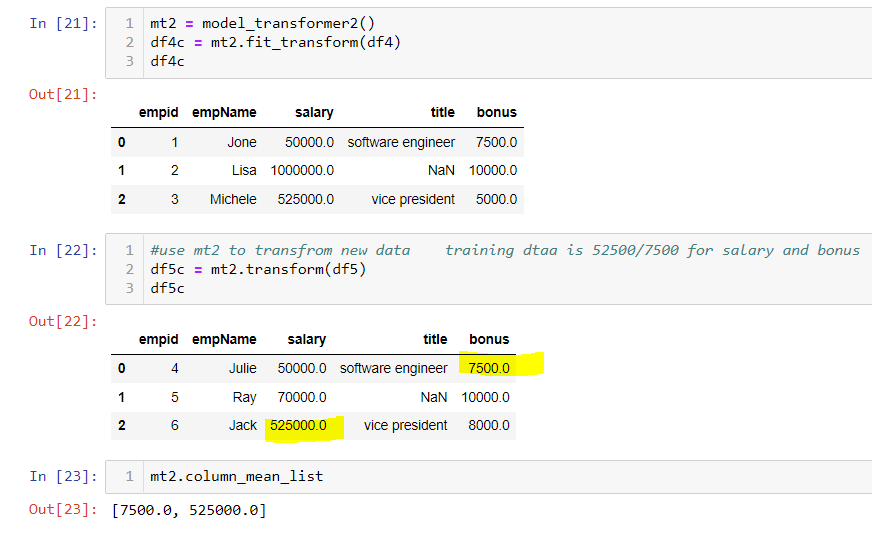 In [21]: 1 mt2 = model_transformer2()
2 df4c = mt2.fit_transform(df4)
3 df4c
Out[21]:
empid empName salary title bonus
0 1 Jone 50000.0 software engineer 7500.0
1 2 Lisa 1000000.0 NaN 10000.0
2 3 Michele 525000.0 vice president 5000.0
In [22]: 1 #use mt2 to transfrom new data    training dtaa is 52500/7500 for salary and bonus
2 df5c = mt2.transform(df5)
3 df5c
Out[22]:
empid empName salary title bonus
0 4 Julie 50000.0 software engineer 7500.0
1 5 Ray 70000.0 NaN 10000.0
2 6 Jack 525000.0 vice president 8000.0
In [23]: 1 mt2.column_mean_list
Out[23]: [7500.0, 525000.0]